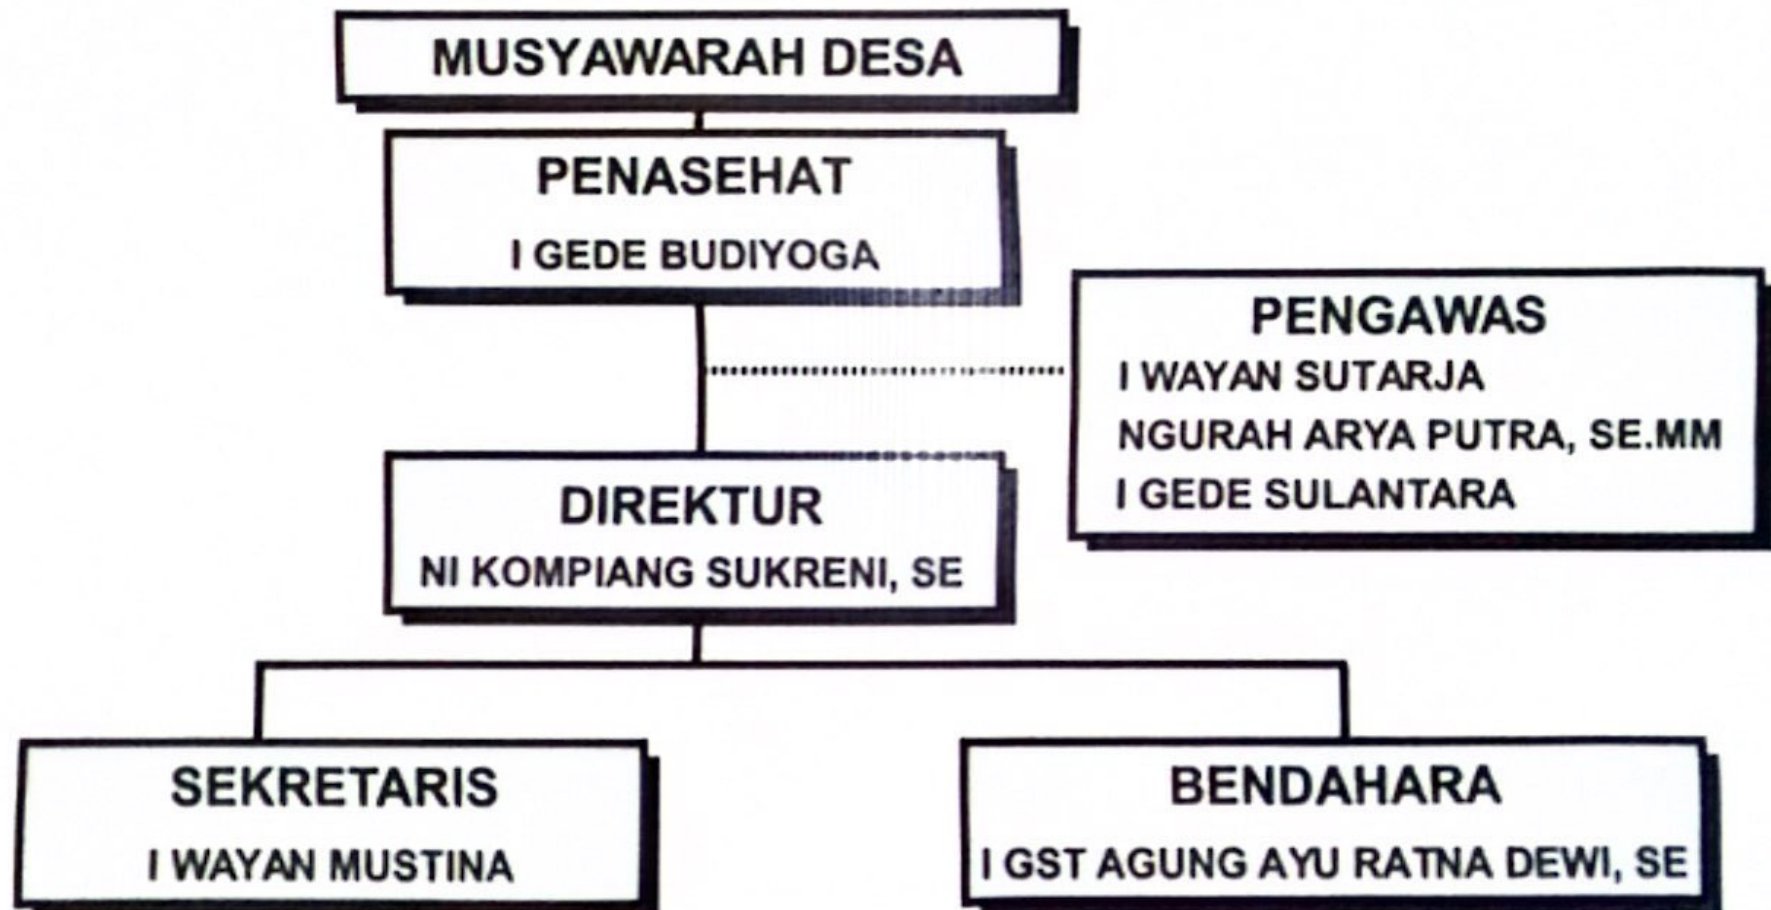 MUSYAWARAH DESA
PENASEHAT
I GEDE BUDIYOGA
PENGAWAS
I WAYAN SUTARJA
NGURAH ARYA PUTRA, SE.MM
I GEDE SULANTARA
DIREKTUR
NI KOMPIANG SUKRENI, SE
SEKRETARIS
I WAYAN MUSTINA
BENDAHARA
I GST AGUNG AYU RATNA DEWI, SE